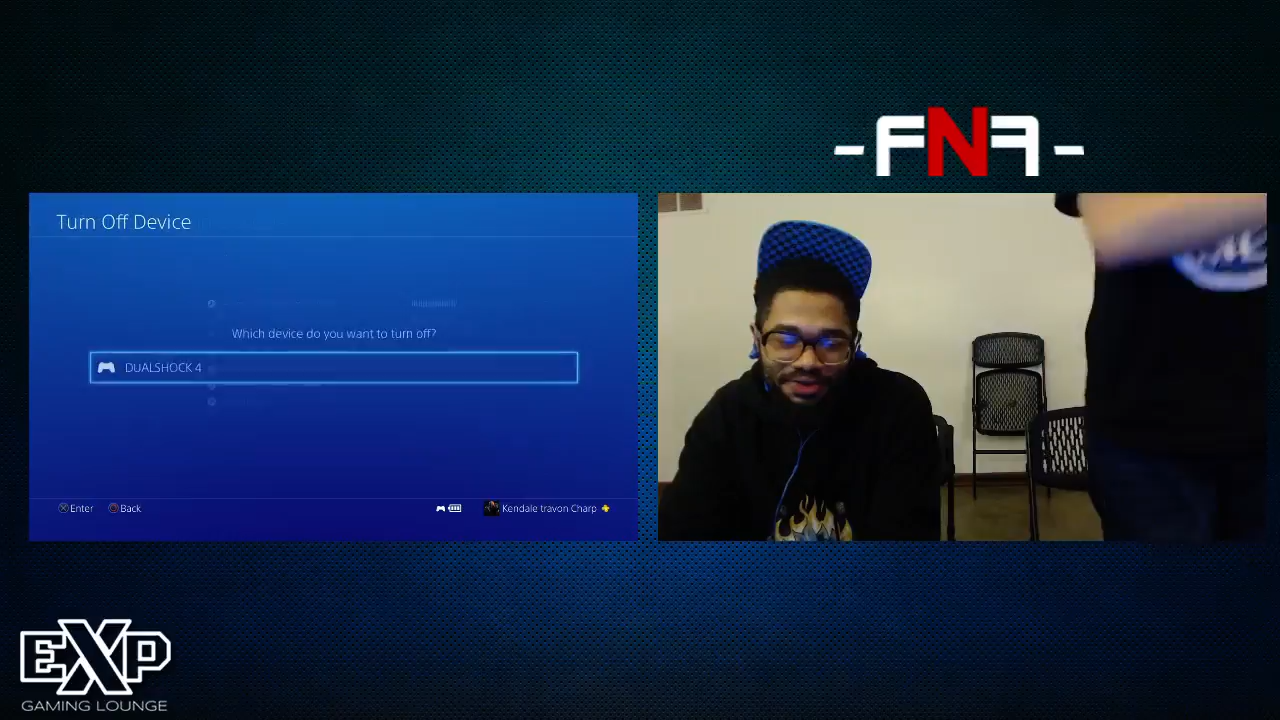 -FNF-
Turn Off Device
Which device do you want to turn off?
DUALSHOCK 4
Enter Back Kendale travon Charp
EXP
GAMING LOUNGE